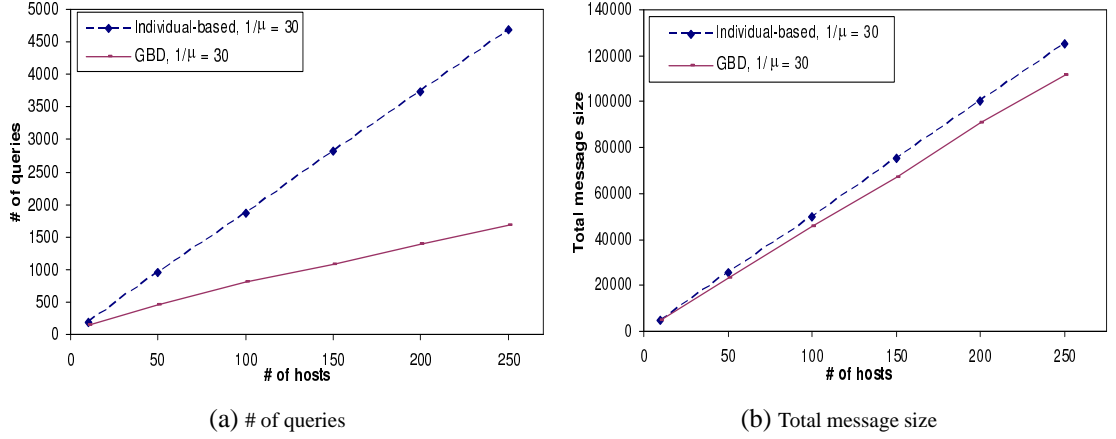 5000
4500
4000
3500
3000
2500
2000
1500
1000
500
0
# of queries
Individual-based, 1/μ = 30
GBD, 1/μ = 30
0 50 100 150 200 250
# of hosts
(a) # of queries
140000
120000
100000
80000
60000
40000
20000
0
Total message size
Individual-based, 1/μ = 30
GBD, 1/μ = 30
0 50 100 150 200 250
# of hosts
(b) Total message size